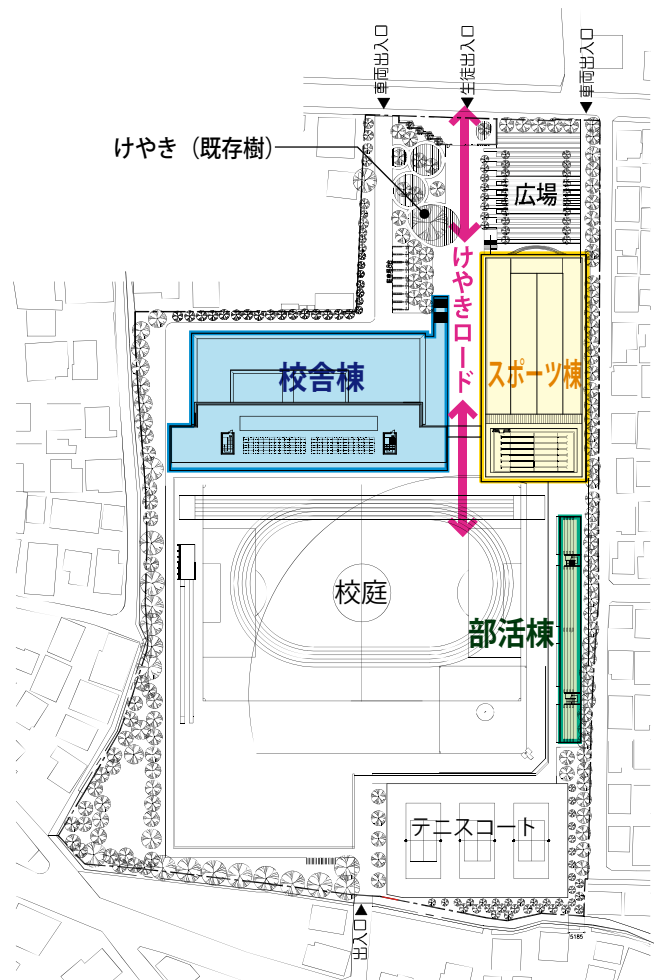 車両出入口
生徒出入口
車両出入口
けやき（既存樹）
広場
けやきロード
校舎棟
スポーツ棟
校庭
部活棟
テニスコート
出入口
5185